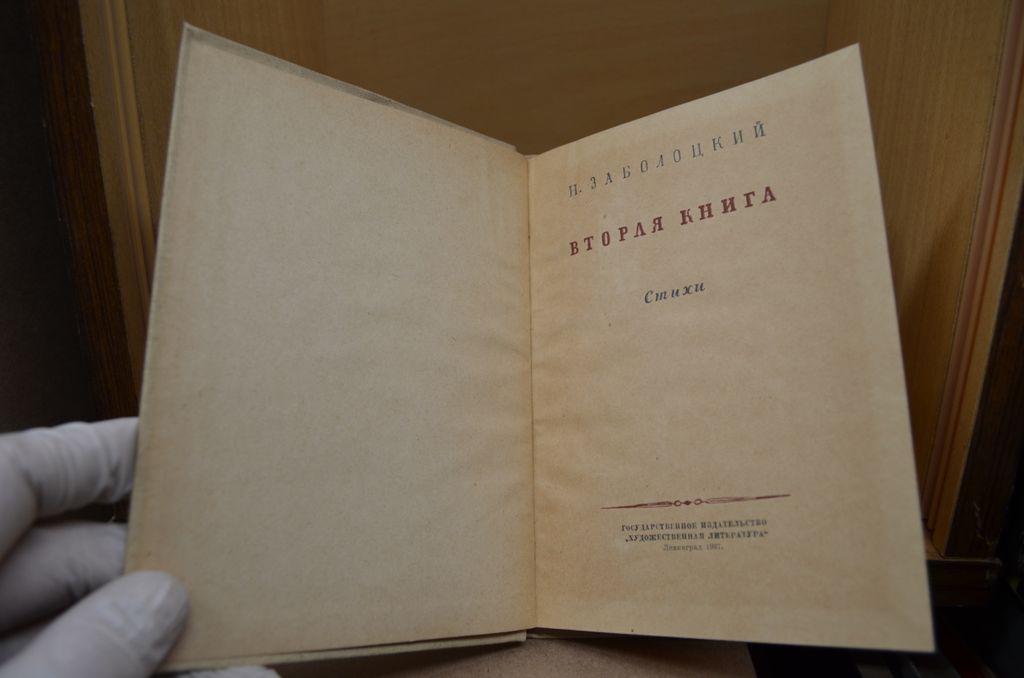 Н. ЗАБОЛОЦКИЙ
ВТОРАЯ КНИГА
Стихи
ГОСУДАРСТВЕННОЕ ИЗДАТЕЛЬСТВО
„ХУДОЖЕСТВЕННАЯ ЛИТЕРАТУРА“
Ленинград 1937.